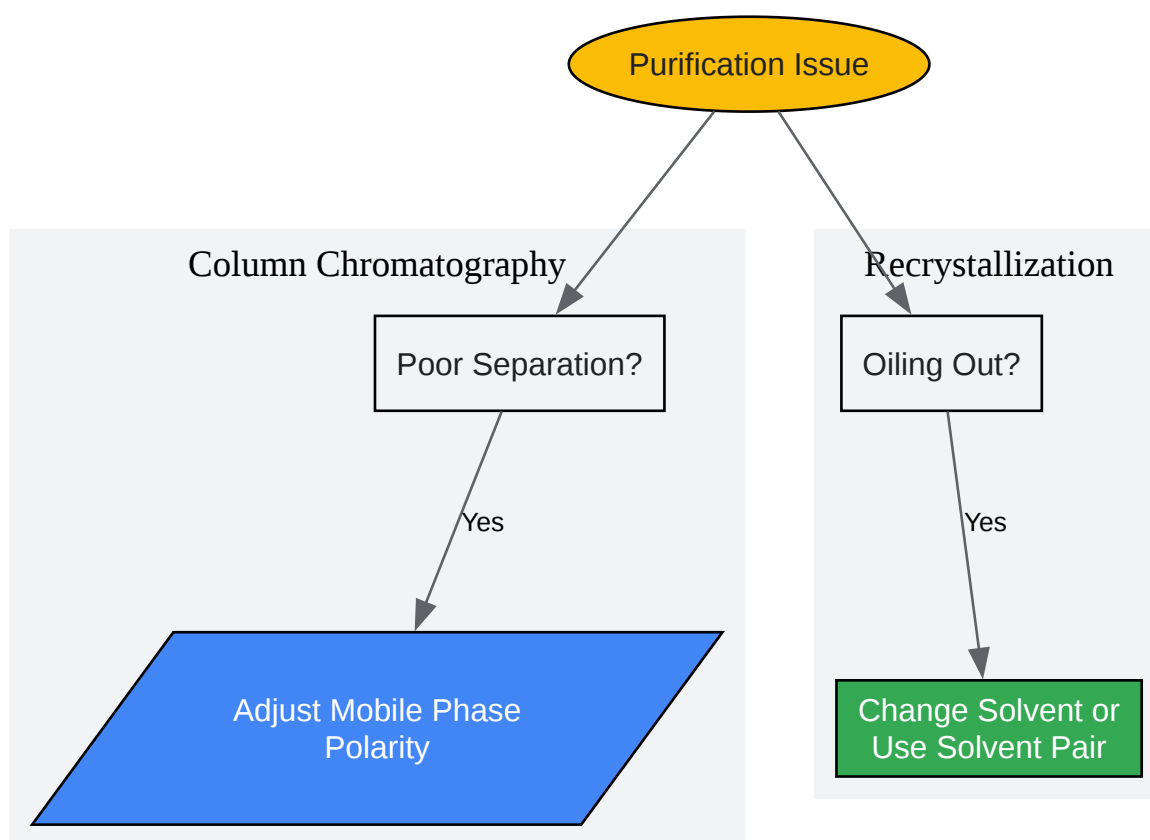 Purification Issue
Column Chromatography
Recrystallization
Poor Separation?
Oiling Out?
Yes
Yes
Adjust Mobile Phase
Polarity
Change Solvent or
Use Solvent Pair